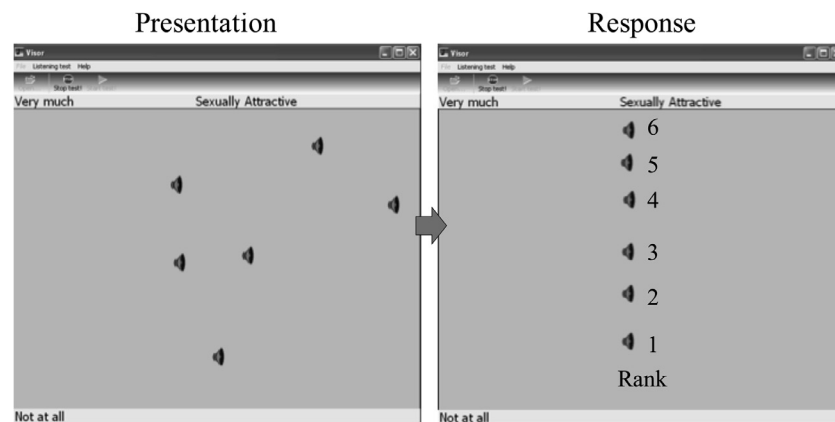 Presentation
Visor
File Listening test Help
Stop test!
Very much Sexually Attractive
Not at all
Response
Visor
File Listening test Help
Stop test!
Very much Sexually Attractive
6
5
4
3
2
1
Rank
Not at all